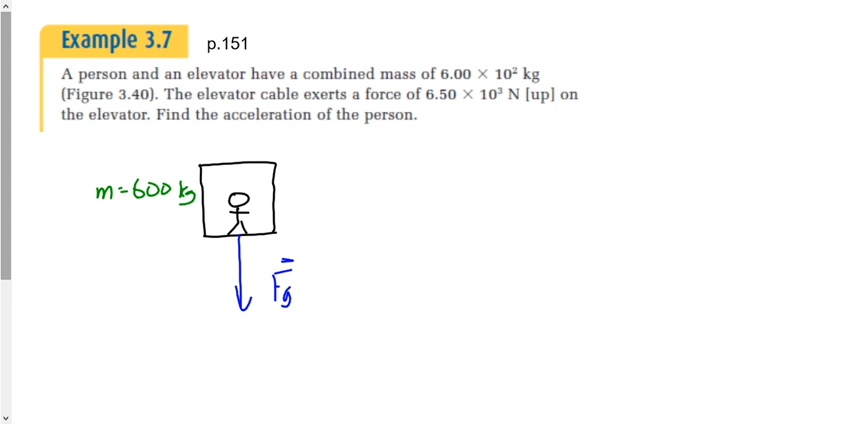 Example 3.7 p.151
A person and an elevator have a combined mass of 6.00 × 10² kg
(Figure 3.40). The elevator cable exerts a force of 6.50 × 10³ N [up] on
the elevator. Find the acceleration of the person.
m=600 kg
F⃗g